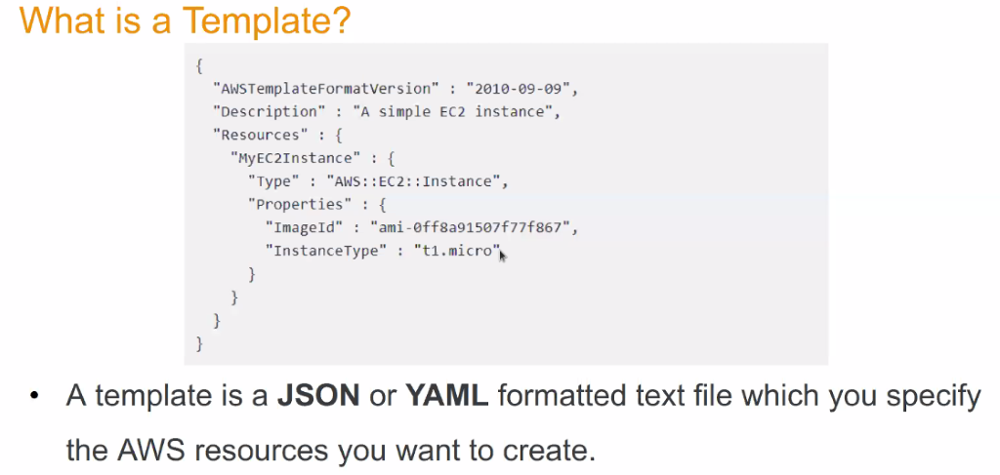 What is a Template?
{
"AWSTemplateFormatVersion" : "2010-09-09",
"Description" : "A simple EC2 instance",
"Resources" : {
"MyEC2Instance" : {
"Type" : "AWS::EC2::Instance",
"Properties" : {
"ImageId" : "ami-0ff8a91507f77f867",
"InstanceType" : "t1.micro"
}
}
}
}
• A template is a JSON or YAML formatted text file which you specify
the AWS resources you want to create.